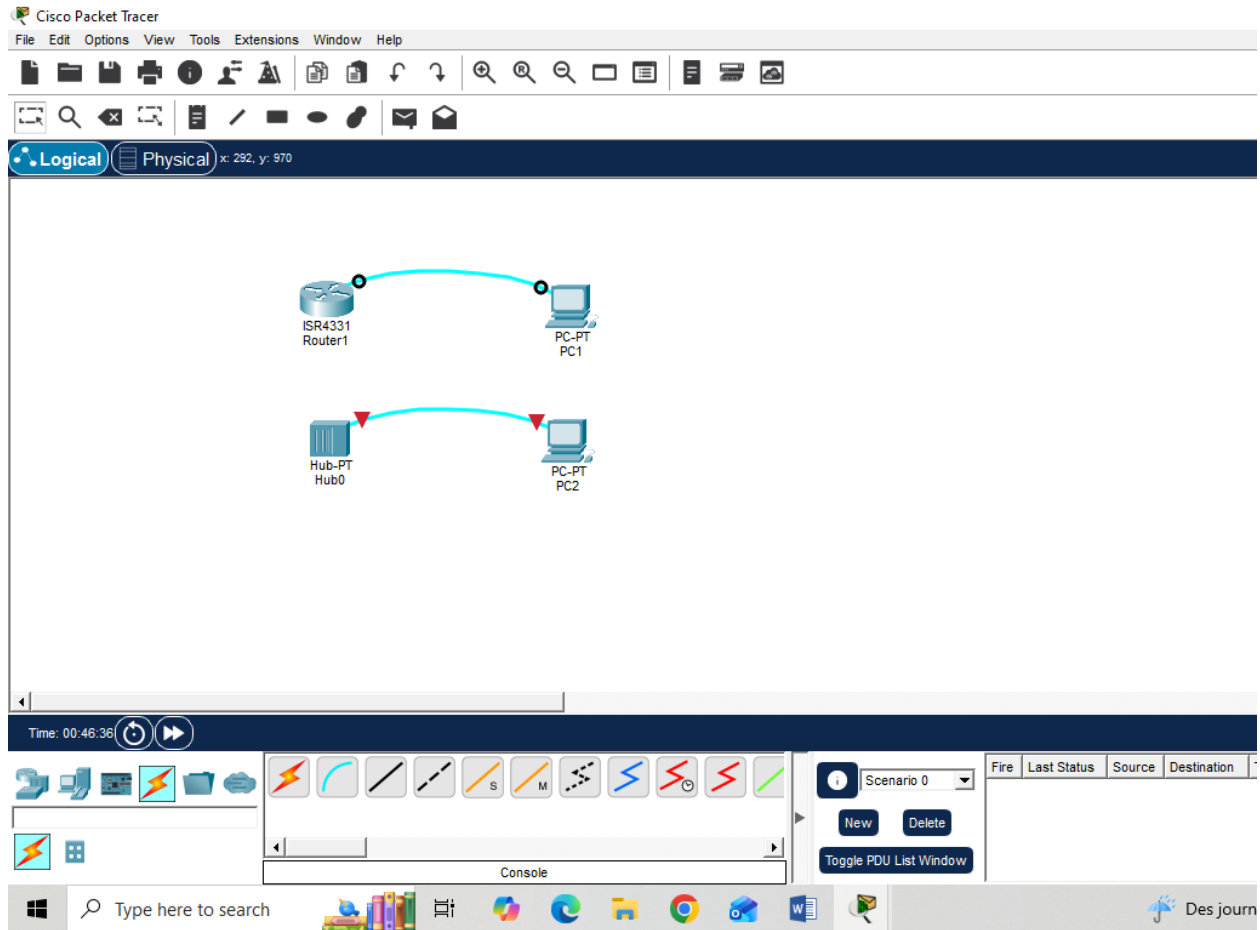 Cisco Packet Tracer
File Edit Options View Tools Extensions Window Help
Logical Physical x: 292, y: 970
ISR4331
Router1
PC-PT
PC1
Hub-PT
Hub0
PC-PT
PC2
Time: 00:46:36
S M
Scenario 0
New Delete
Toggle PDU List Window
Fire Last Status Source Destination
Console
Type here to search
Des journ